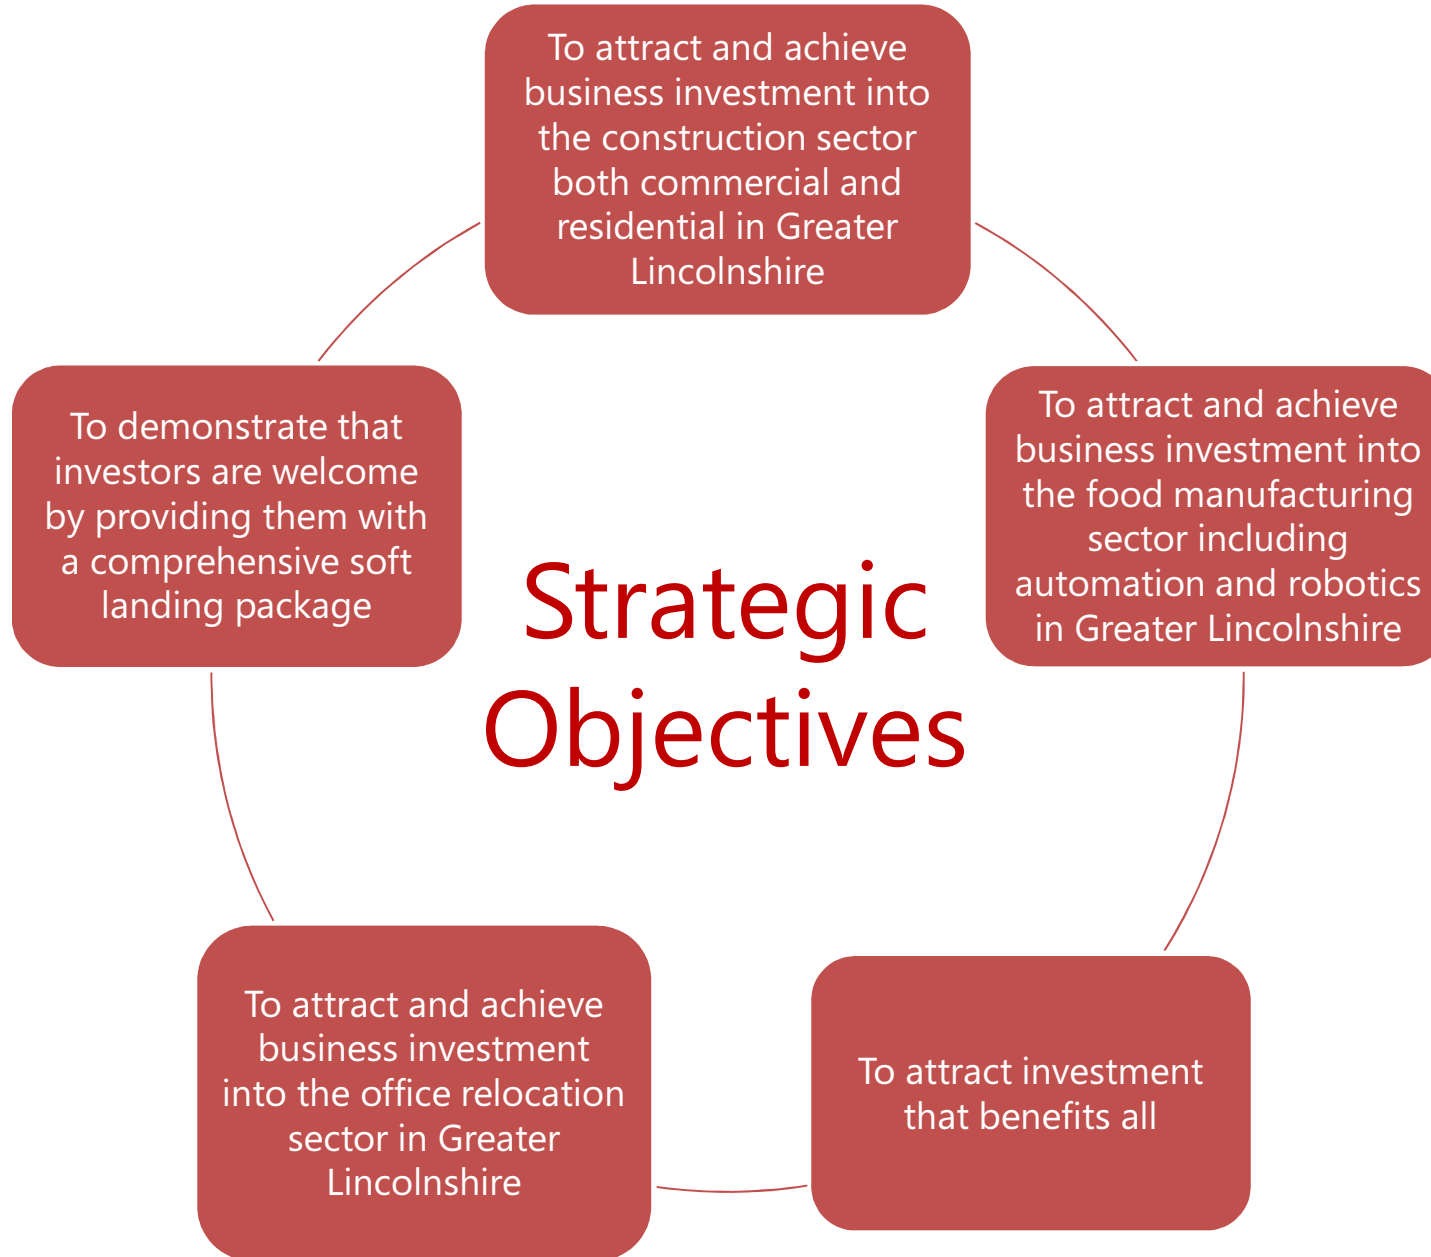 To attract and achieve
business investment into
the construction sector
both commercial and
residential in Greater
Lincolnshire
To attract and achieve
business investment into
the food manufacturing
sector including
automation and robotics
in Greater Lincolnshire
To attract investment
that benefits all
To attract and achieve
business investment
into the office relocation
sector in Greater
Lincolnshire
To demonstrate that
investors are welcome
by providing them with
a comprehensive soft
landing package
Strategic
Objectives